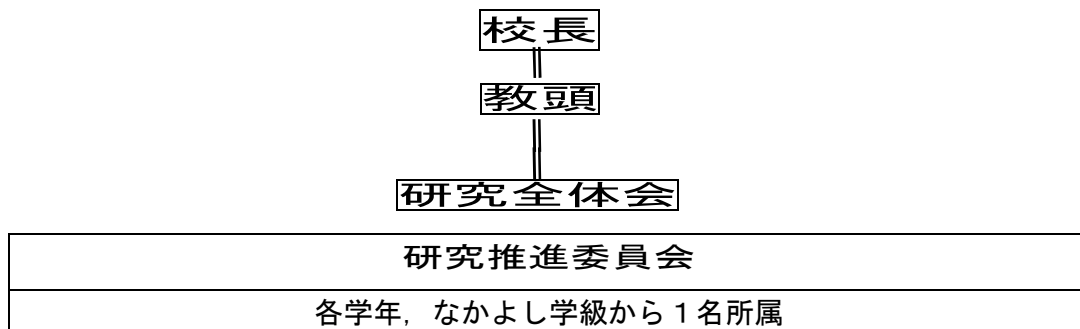 校長
教頭
研究全体会
研究推進委員会
各学年，なかよし学級から１名所属